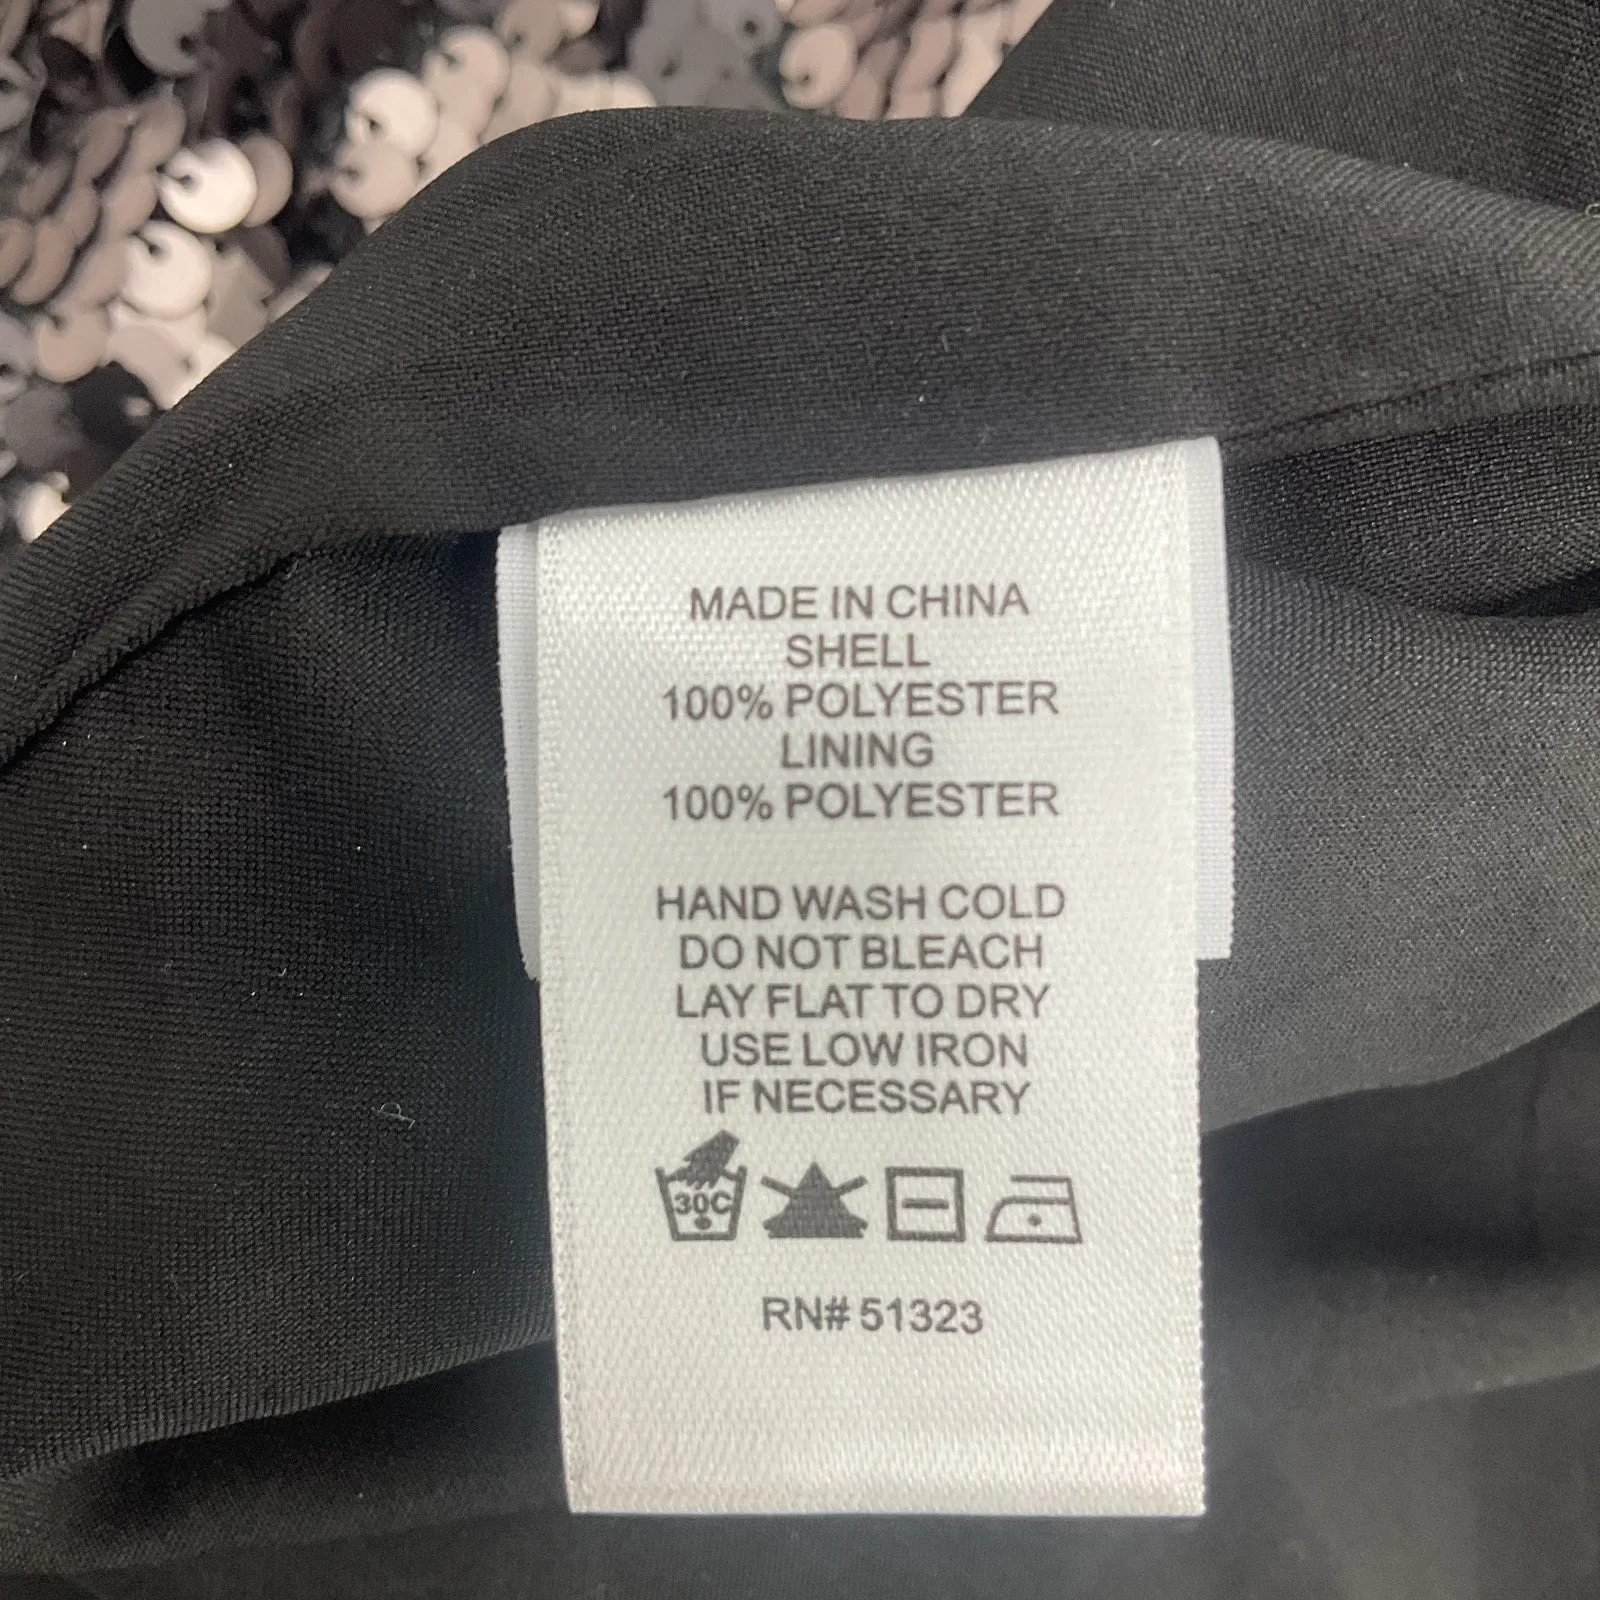 MADE IN CHINA
SHELL
100% POLYESTER
LINING
100% POLYESTER
HAND WASH COLD
DO NOT BLEACH
LAY FLAT TO DRY
USE LOW IRON
IF NECESSARY
30C
RN# 51323